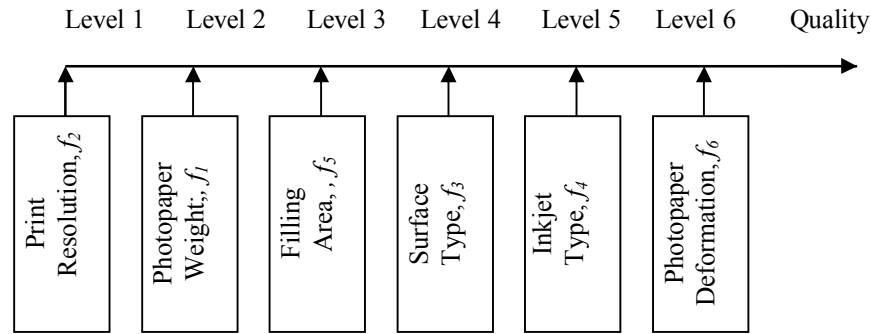 Level 1 Level 2 Level 3 Level 4 Level 5 Level 6 Quality
Print
Resolution, f2
Photopaper
Weight;, f1
Filling
Area,, f5
Surface
Type, f3
Inkjet
Type, f4
Photopaper
Deformation, f6